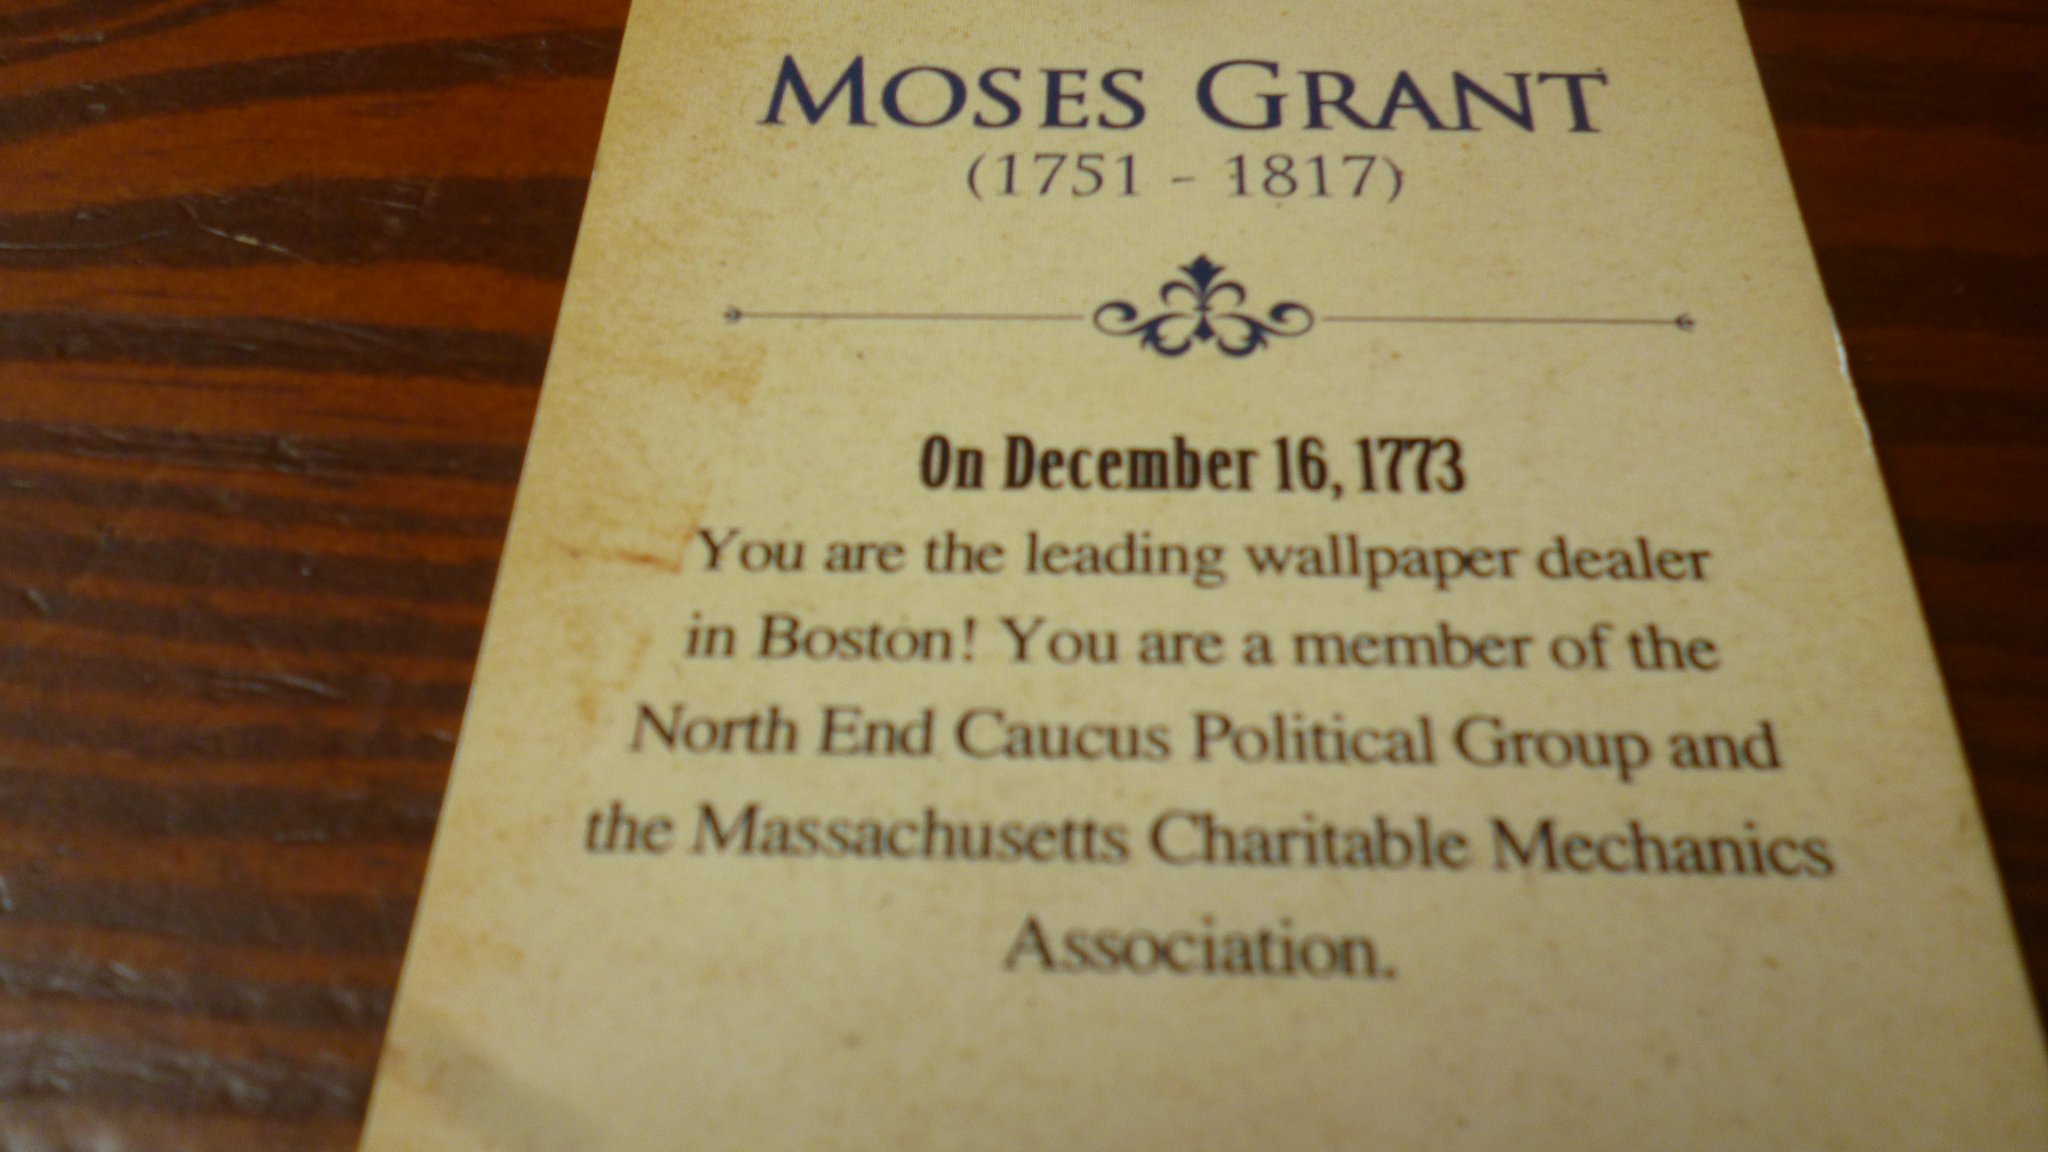 MOSES GRANT
(1751 - 1817)
On December 16, 1773
You are the leading wallpaper dealer
in Boston! You are a member of the
North End Caucus Political Group and
the Massachusetts Charitable Mechanics
Association.